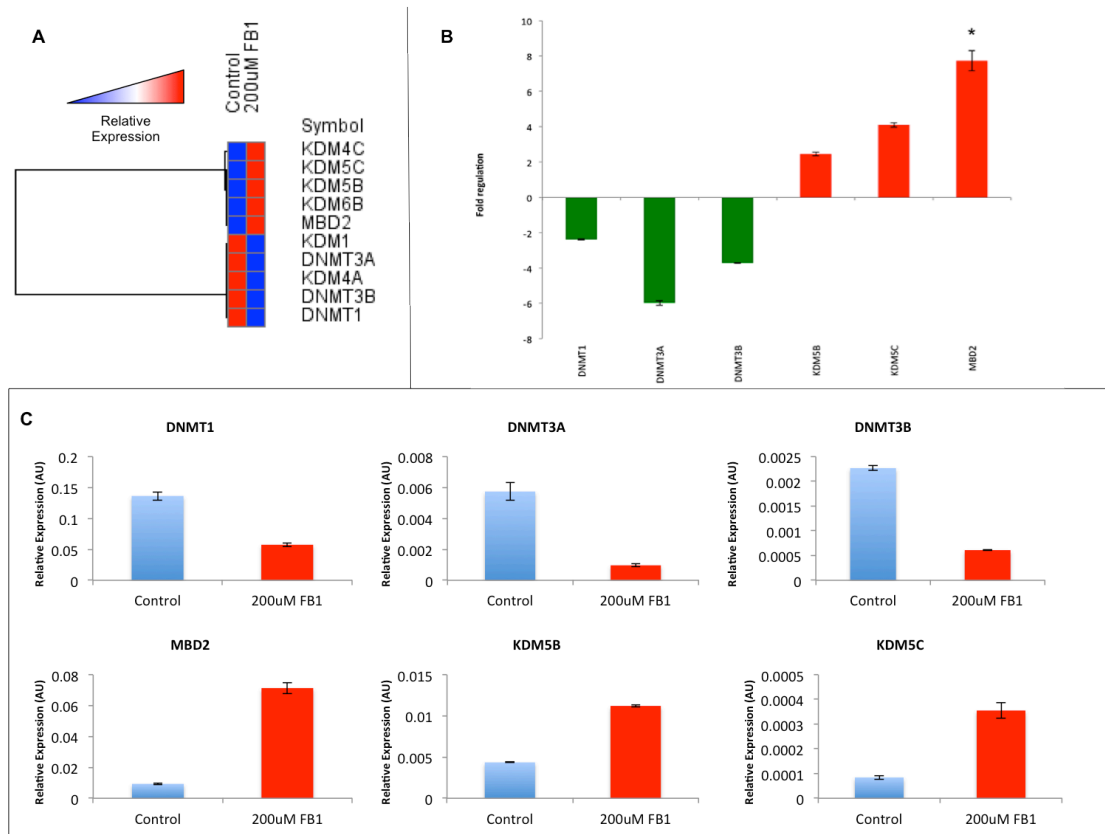 A
Relative
Expression
Control
200uM FB1
Symbol
KDM4C
KDM5C
KDM5B
KDM6B
MBD2
KDM1
DNMT3A
KDM4A
DNMT3B
DNMT1
B
Fold regulation
10
8
6
4
2
0
-2
-4
-6
-8
*
DNMT1
DNMT3A
DNMT3B
KDM5B
KDM5C
MBD2
C
DNMT1
Relative Expression (AU)
0.2
0.15
0.1
0.05
0
Control
200uM FB1
DNMT3A
Relative Expression (AU)
0.006
0.008
0.004
0.002
0
Control
200uM FB1
DNMT3B
Relative Expression (AU)
0.0025
0.002
0.0015
0.001
0.0005
0
Control
200uM FB1
MBD2
Relative Expression (AU)
0.08
0.06
0.04
0.02
0
Control
200uM FB1
KDM5B
Relative Expression (AU)
0.015
0.01
0.005
0
Control
200uM FB1
KDM5C
Relative Expression (AU)
0.0005
0.0004
0.0003
0.0002
0.0001
0
Control
200uM FB1